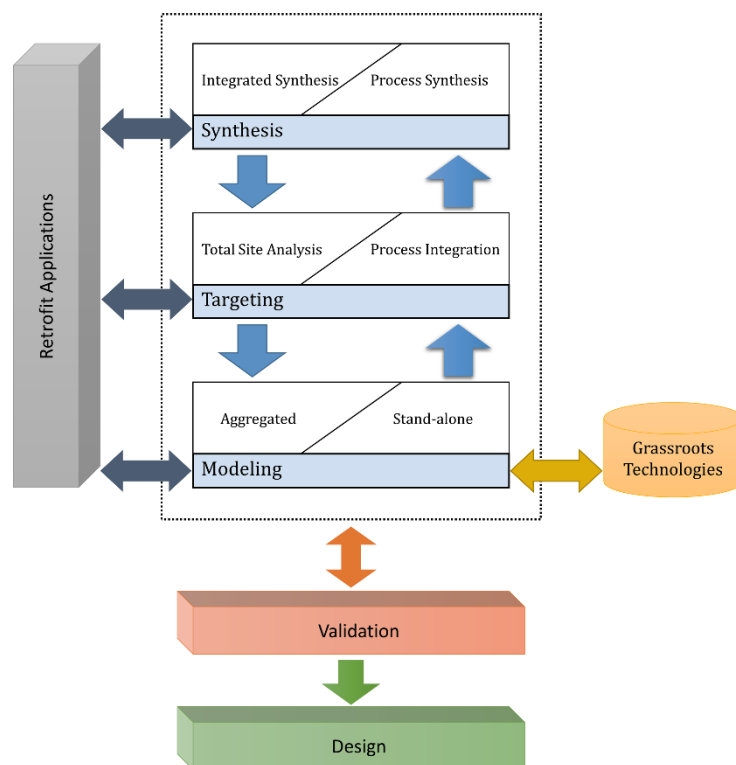 Integrated Synthesis
Process Synthesis
Synthesis
Total Site Analysis
Process Integration
Targeting
Aggregated
Stand-alone
Modeling
Retrofit Applications
Grassroots
Technologies
Validation
Design